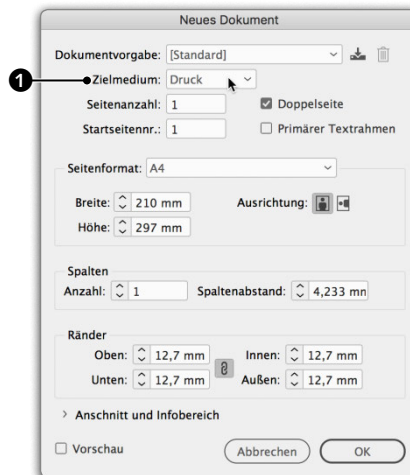 Neues Dokument
Dokumentvorgabe: [Standard]
1 Zielmedium: Druck
Seitenanzahl: 1 Doppelseite
Startseitennr.: 1 Primärer Textrahmen
Seitenformat: A4
Breite: 210 mm Ausrichtung:
Höhe: 297 mm
Spalten
Anzahl: 1 Spaltenabstand: 4,233 mm
Ränder
Oben: 12,7 mm Innen: 12,7 mm
Unten: 12,7 mm Außen: 12,7 mm
> Anschnitt und Infobereich
Vorschau Abbrechen OK